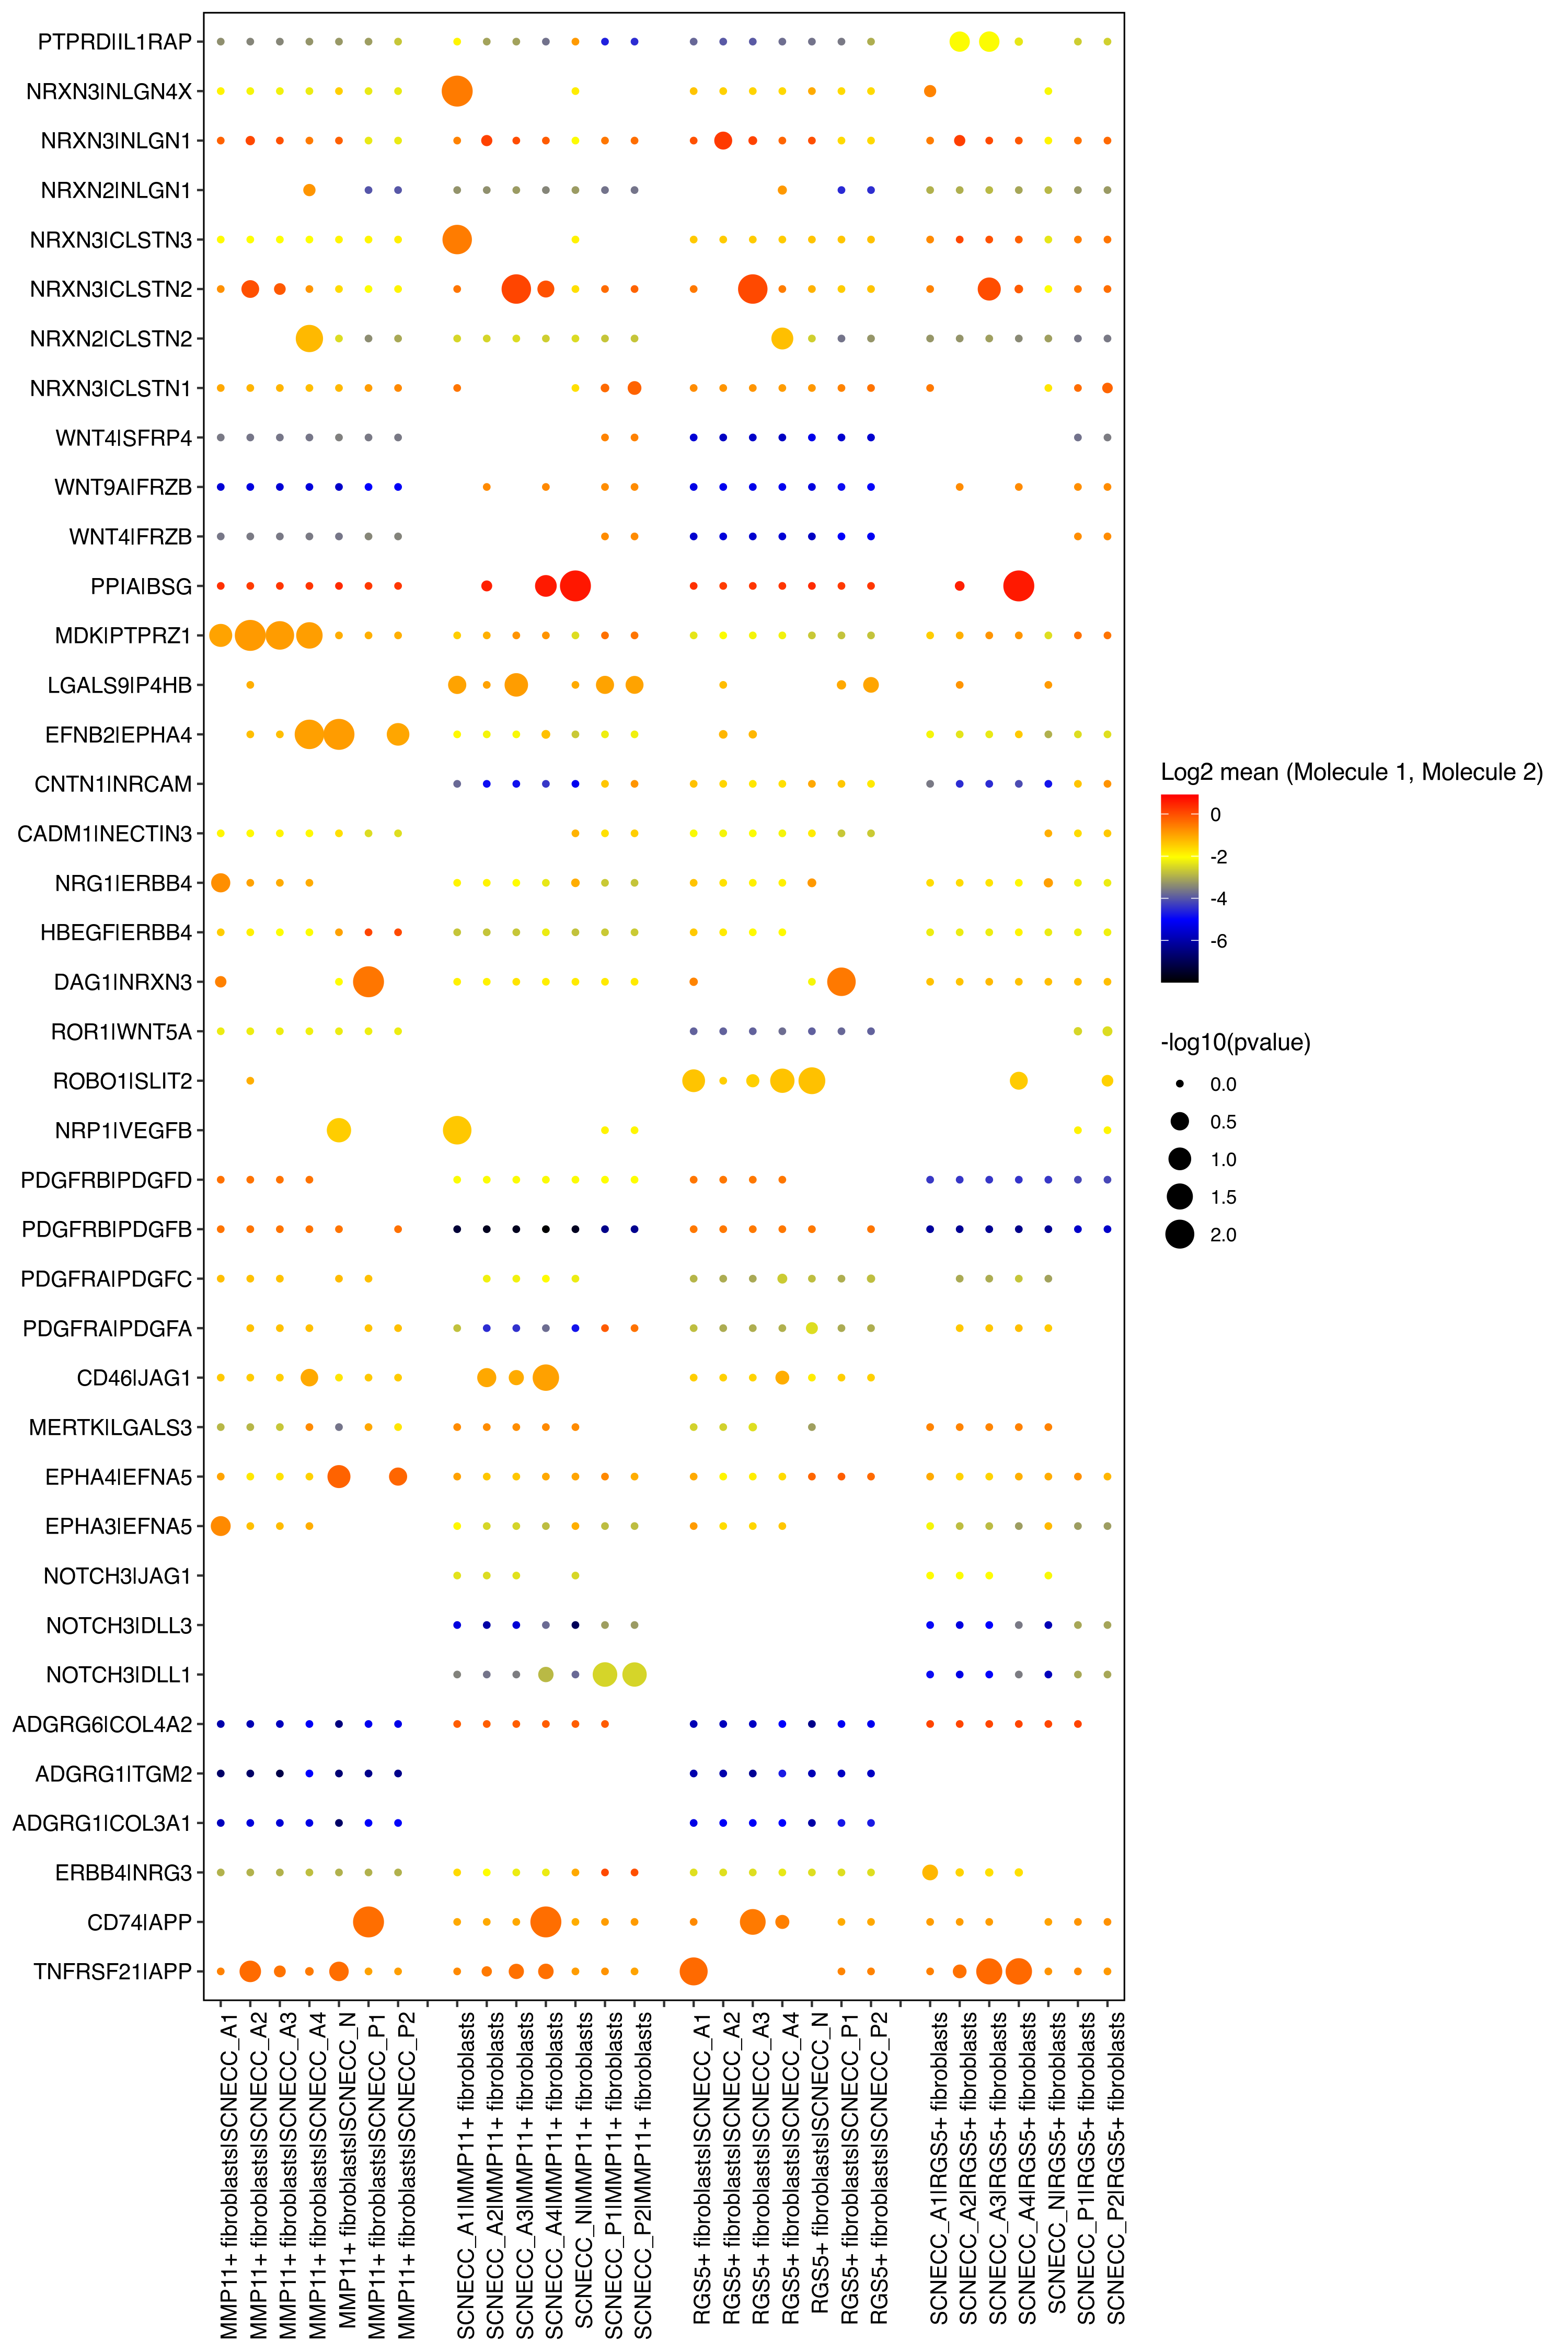 PTPRD|IL1RAP
NRXN3|NLGN4X
NRXN3|NLGN1
NRXN2|NLGN1
NRXN3|CLSTN3
NRXN3|CLSTN2
NRXN2|CLSTN2
NRXN3|CLSTN1
WNT4|SFRP4
WNT9A|FRZB
WNT4|FRZB
PPIA|BSG
MDK|PTPRZ1
LGALS9|P4HB
EFNB2|EPHA4
CNTN1|NRCAM
CADM1|NECTIN3
NRG1|ERBB4
HBEGF|ERBB4
DAG1|NRXN3
ROR1|WNT5A
ROBO1|SLIT2
NRP1|VEGFB
PDGFRB|PDGFD
PDGFRB|PDGFB
PDGFRA|PDGFC
PDGFRA|PDGFA
CD46|JAG1
MERTK|LGALS3
EPHA4|EFNA5
EPHA3|EFNA5
NOTCH3|JAG1
NOTCH3|DLL3
NOTCH3|DLL1
ADGRG6|COL4A2
ADGRG1|TGM2
ADGRG1|COL3A1
ERBB4|NRG3
CD74|APP
TNFRSF21|APP
MMP11+ fibroblasts|SCNECC_A1
MMP11+ fibroblasts|SCNECC_A2
MMP11+ fibroblasts|SCNECC_A3
MMP11+ fibroblasts|SCNECC_A4
MMP11+ fibroblasts|SCNECC_N
MMP11+ fibroblasts|SCNECC_P1
MMP11+ fibroblasts|SCNECC_P2
SCNECC_A1|MMP11+ fibroblasts
SCNECC_A2|MMP11+ fibroblasts
SCNECC_A3|MMP11+ fibroblasts
SCNECC_A4|MMP11+ fibroblasts
SCNECC_N|MMP11+ fibroblasts
SCNECC_P1|MMP11+ fibroblasts
SCNECC_P2|MMP11+ fibroblasts
RGS5+ fibroblasts|SCNECC_A1
RGS5+ fibroblasts|SCNECC_A2
RGS5+ fibroblasts|SCNECC_A3
RGS5+ fibroblasts|SCNECC_A4
RGS5+ fibroblasts|SCNECC_N
RGS5+ fibroblasts|SCNECC_P1
RGS5+ fibroblasts|SCNECC_P2
SCNECC_A1|RGS5+ fibroblasts
SCNECC_A2|RGS5+ fibroblasts
SCNECC_A3|RGS5+ fibroblasts
SCNECC_A4|RGS5+ fibroblasts
SCNECC_N|RGS5+ fibroblasts
SCNECC_P1|RGS5+ fibroblasts
SCNECC_P2|RGS5+ fibroblasts
Log2 mean (Molecule 1, Molecule 2)
0
-2
-4
-6
-log10(pvalue)
0.0
0.5
1.0
1.5
2.0